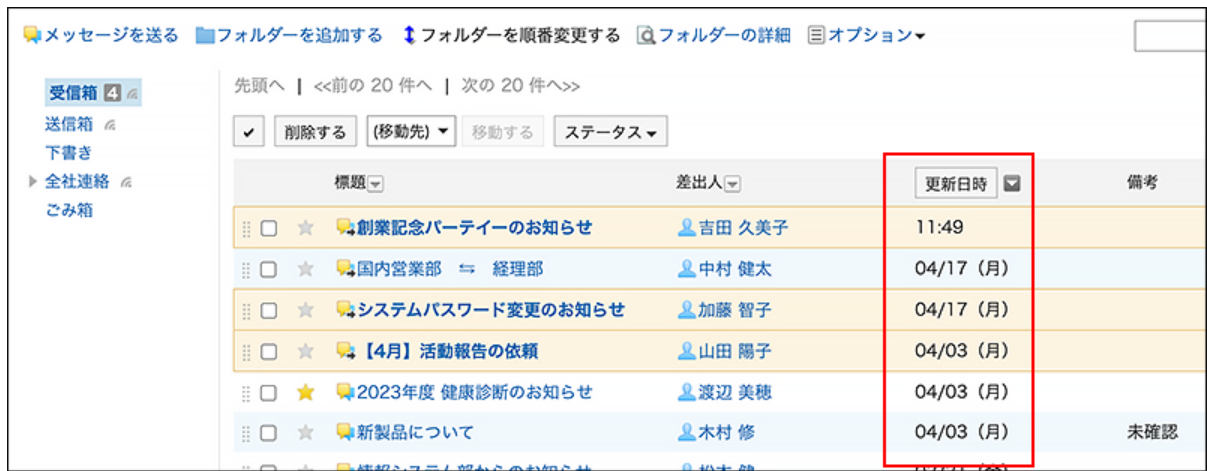 メッセージを送る フォルダーを追加する フォルダーを順番変更する フォルダーの詳細 オプション
受信箱 4
送信箱
下書き
全社連絡
ごみ箱
先頭へ | <<前の 20 件へ | 次の 20 件へ>>
削除する (移動先) 移動する ステータス
標題 差出人 更新日時 備考
創業記念パーテイーのお知らせ 吉田 久美子 11:49
国内営業部 ⇆ 経理部 中村 健太 04/17（月）
システムパスワード変更のお知らせ 加藤 智子 04/17（月）
【4月】活動報告の依頼 山田 陽子 04/03（月）
2023年度 健康診断のお知らせ 渡辺 美穂 04/03（月）
新製品について 木村 修 04/03（月） 未確認